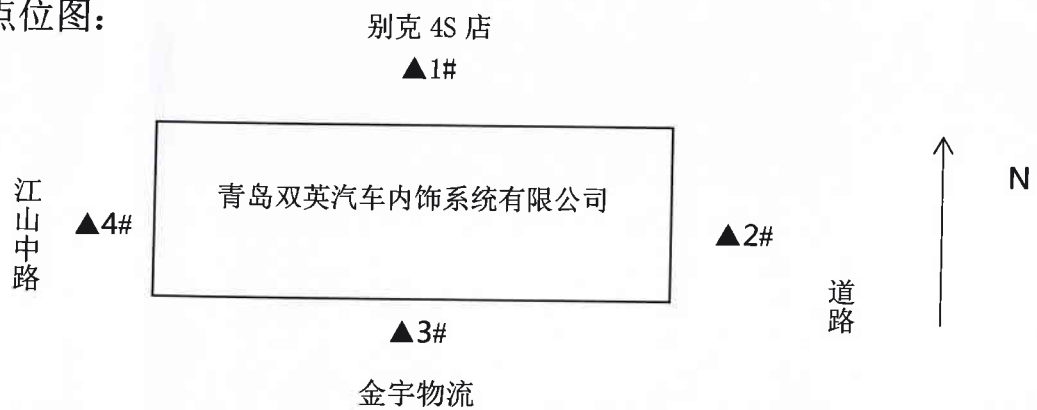 点位图：
别克 4S 店
▲1#
青岛双英汽车内饰系统有限公司
江山中路
▲4#
▲2#
N
道路
▲3#
金宇物流